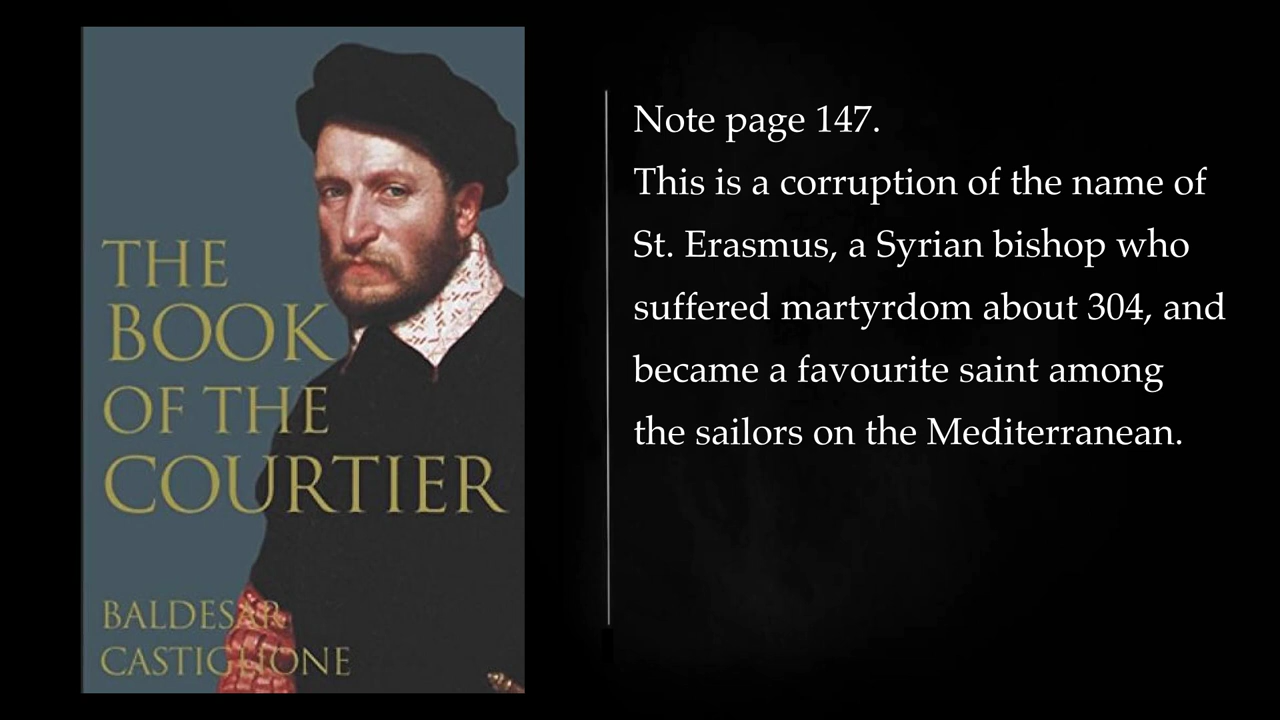 THE
BOOK
OF THE
COURTIER
BALDESAR
CASTIGLIONE
Note page 147.
This is a corruption of the name of
St. Erasmus, a Syrian bishop who
suffered martyrdom about 304, and
became a favourite saint among
the sailors on the Mediterranean.